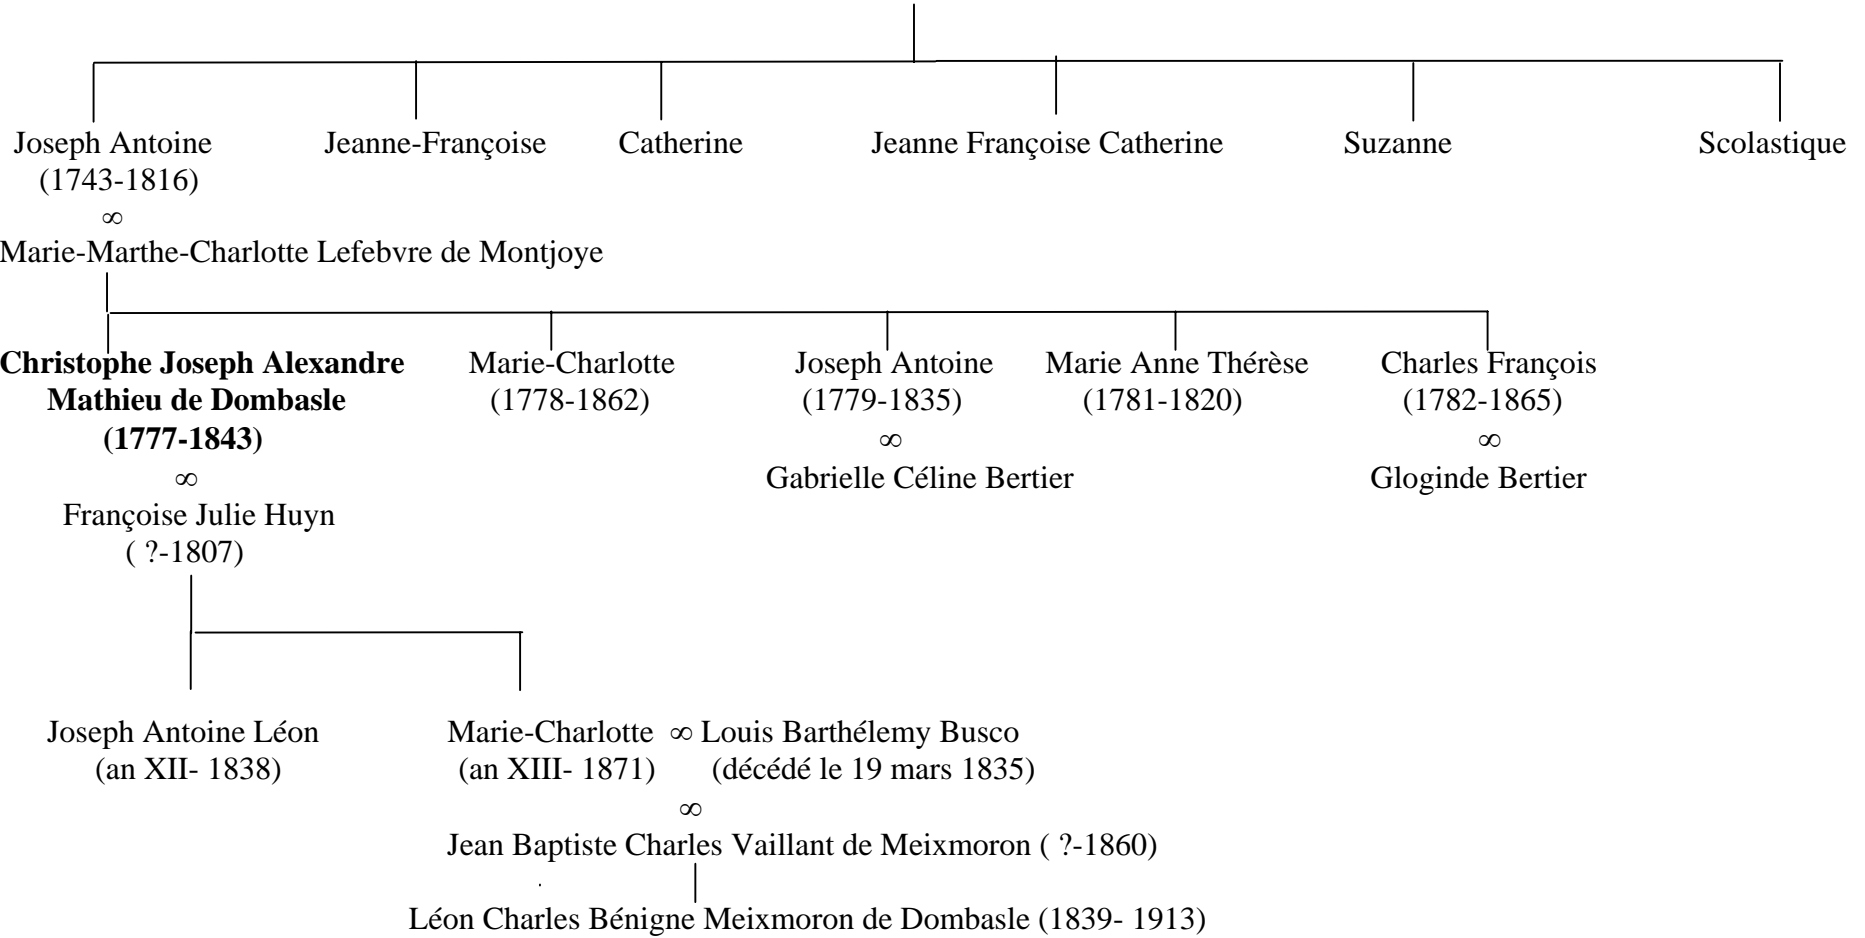 Joseph Antoine Jeanne-Françoise Catherine Jeanne Françoise Catherine Suzanne Scolastique
(1743-1816)
∞
Marie-Marthe-Charlotte Lefebvre de Montjoye
Christophe Joseph Alexandre Marie-Charlotte Joseph Antoine Marie Anne Thérèse Charles François
Mathieu de Dombasle (1778-1862) (1779-1835) (1781-1820) (1782-1865)
(1777-1843) ∞ ∞
∞ Gabrielle Céline Bertier Gloginde Bertier
Françoise Julie Huyn
( ?-1807)
Joseph Antoine Léon Marie-Charlotte ∞ Louis Barthélemy Busco
(an XII- 1838) (an XIII- 1871) (décédé le 19 mars 1835)
∞
Jean Baptiste Charles Vaillant de Meixmoron ( ?-1860)
Léon Charles Bénigne Meixmoron de Dombasle (1839- 1913)